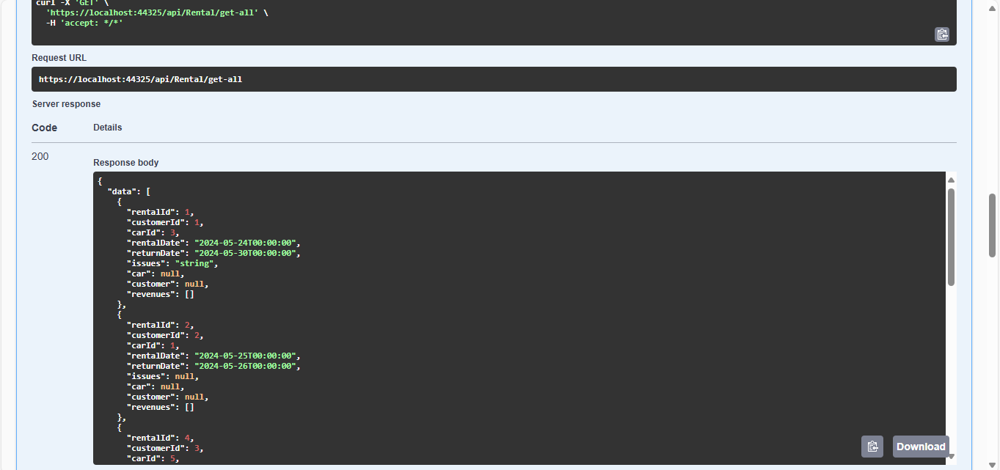 curl -X 'GET' \
  'https://localhost:44325/api/Rental/get-all' \
  -H 'accept: */*'
Request URL
https://localhost:44325/api/Rental/get-all
Server response
Code Details
200
Response body
{
  "data": [
    {
      "rentalId": 1,
      "customerId": 1,
      "carId": 3,
      "rentalDate": "2024-05-24T00:00:00",
      "returnDate": "2024-05-30T00:00:00",
      "issues": "string",
      "car": null,
      "customer": null,
      "revenues": []
    },
    {
      "rentalId": 2,
      "customerId": 2,
      "carId": 1,
      "rentalDate": "2024-05-25T00:00:00",
      "returnDate": "2024-05-26T00:00:00",
      "issues": null,
      "car": null,
      "customer": null,
      "revenues": []
    },
    {
      "rentalId": 4,
      "customerId": 3,
      "carId": 5,
Download